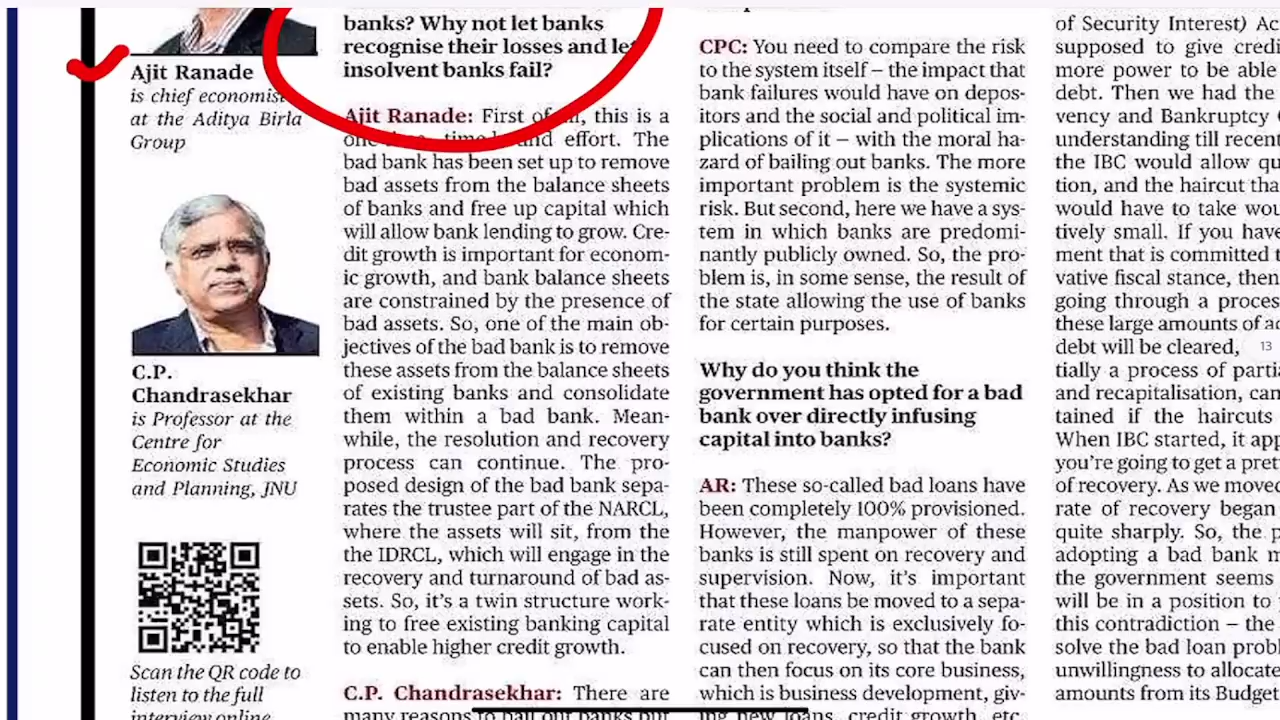 Ajit Ranade
is chief economist
at the Aditya Birla
Group
C.P.
Chandrasekhar
is Professor at the
Centre for
Economic Studies
and Planning, JNU
Scan the QR code to
listen to the full
interview online
banks? Why not let banks
recognise their losses and let
insolvent banks fail?
Ajit Ranade: First of all, this is a
effort. The
bad bank has been set up to remove
bad assets from the balance sheets
of banks and free up capital which
will allow bank lending to grow. Cre-
dit growth is important for econom-
ic growth, and bank balance sheets
are constrained by the presence of
bad assets. So, one of the main ob-
jectives of the bad bank is to remove
these assets from the balance sheets
of existing banks and consolidate
them within a bad bank. Mean-
while, the resolution and recovery
process can continue. The pro-
posed design of the bad bank sepa-
rates the trustee part of the NARCL,
where the assets will sit, from the
the IDRCL, which will engage in the
recovery and turnaround of bad as-
sets. So, it's a twin structure work-
ing to free existing banking capital
to enable higher credit growth.
C.P. Chandrasekhar: There are
many reasons to bail out banks but
CPC: You need to compare the risk
to the system itself – the impact that
bank failures would have on depos-
itors and the social and political im-
plications of it – with the moral ha-
zard of bailing out banks. The more
important problem is the systemic
risk. But second, here we have a sys-
tem in which banks are predomi-
nantly publicly owned. So, the pro-
blem is, in some sense, the result of
the state allowing the use of banks
for certain purposes.
Why do you think the
government has opted for a bad
bank over directly infusing
capital into banks?
AR: These so-called bad loans have
been completely 100% provisioned.
However, the manpower of these
banks is still spent on recovery and
supervision. Now, it's important
that these loans be moved to a sepa-
rate entity which is exclusively fo-
cused on recovery, so that the bank
can then focus on its core business,
which is business development, giv-
ing new loans, credit growth, etc.
of Security Interest) Ac
supposed to give credi
more power to be able
debt. Then we had the
vency and Bankruptcy
understanding till recent
the IBC would allow qu
tion, and the haircut tha
would have to take wou
tively small. If you have
ment that is committed t
vative fiscal stance, then
going through a proces
these large amounts of
debt will be cleared,
13
tially a process of partia
and recapitalisation, can
tained if the haircuts
When IBC started, it app
you're going to get a pret
of recovery. As we moved
rate of recovery began
quite sharply. So, the p
adopting a bad bank m
the government seems
will be in a position to
this contradiction – the
solve the bad loan probl
unwillingness to allocate
amounts from its Budget